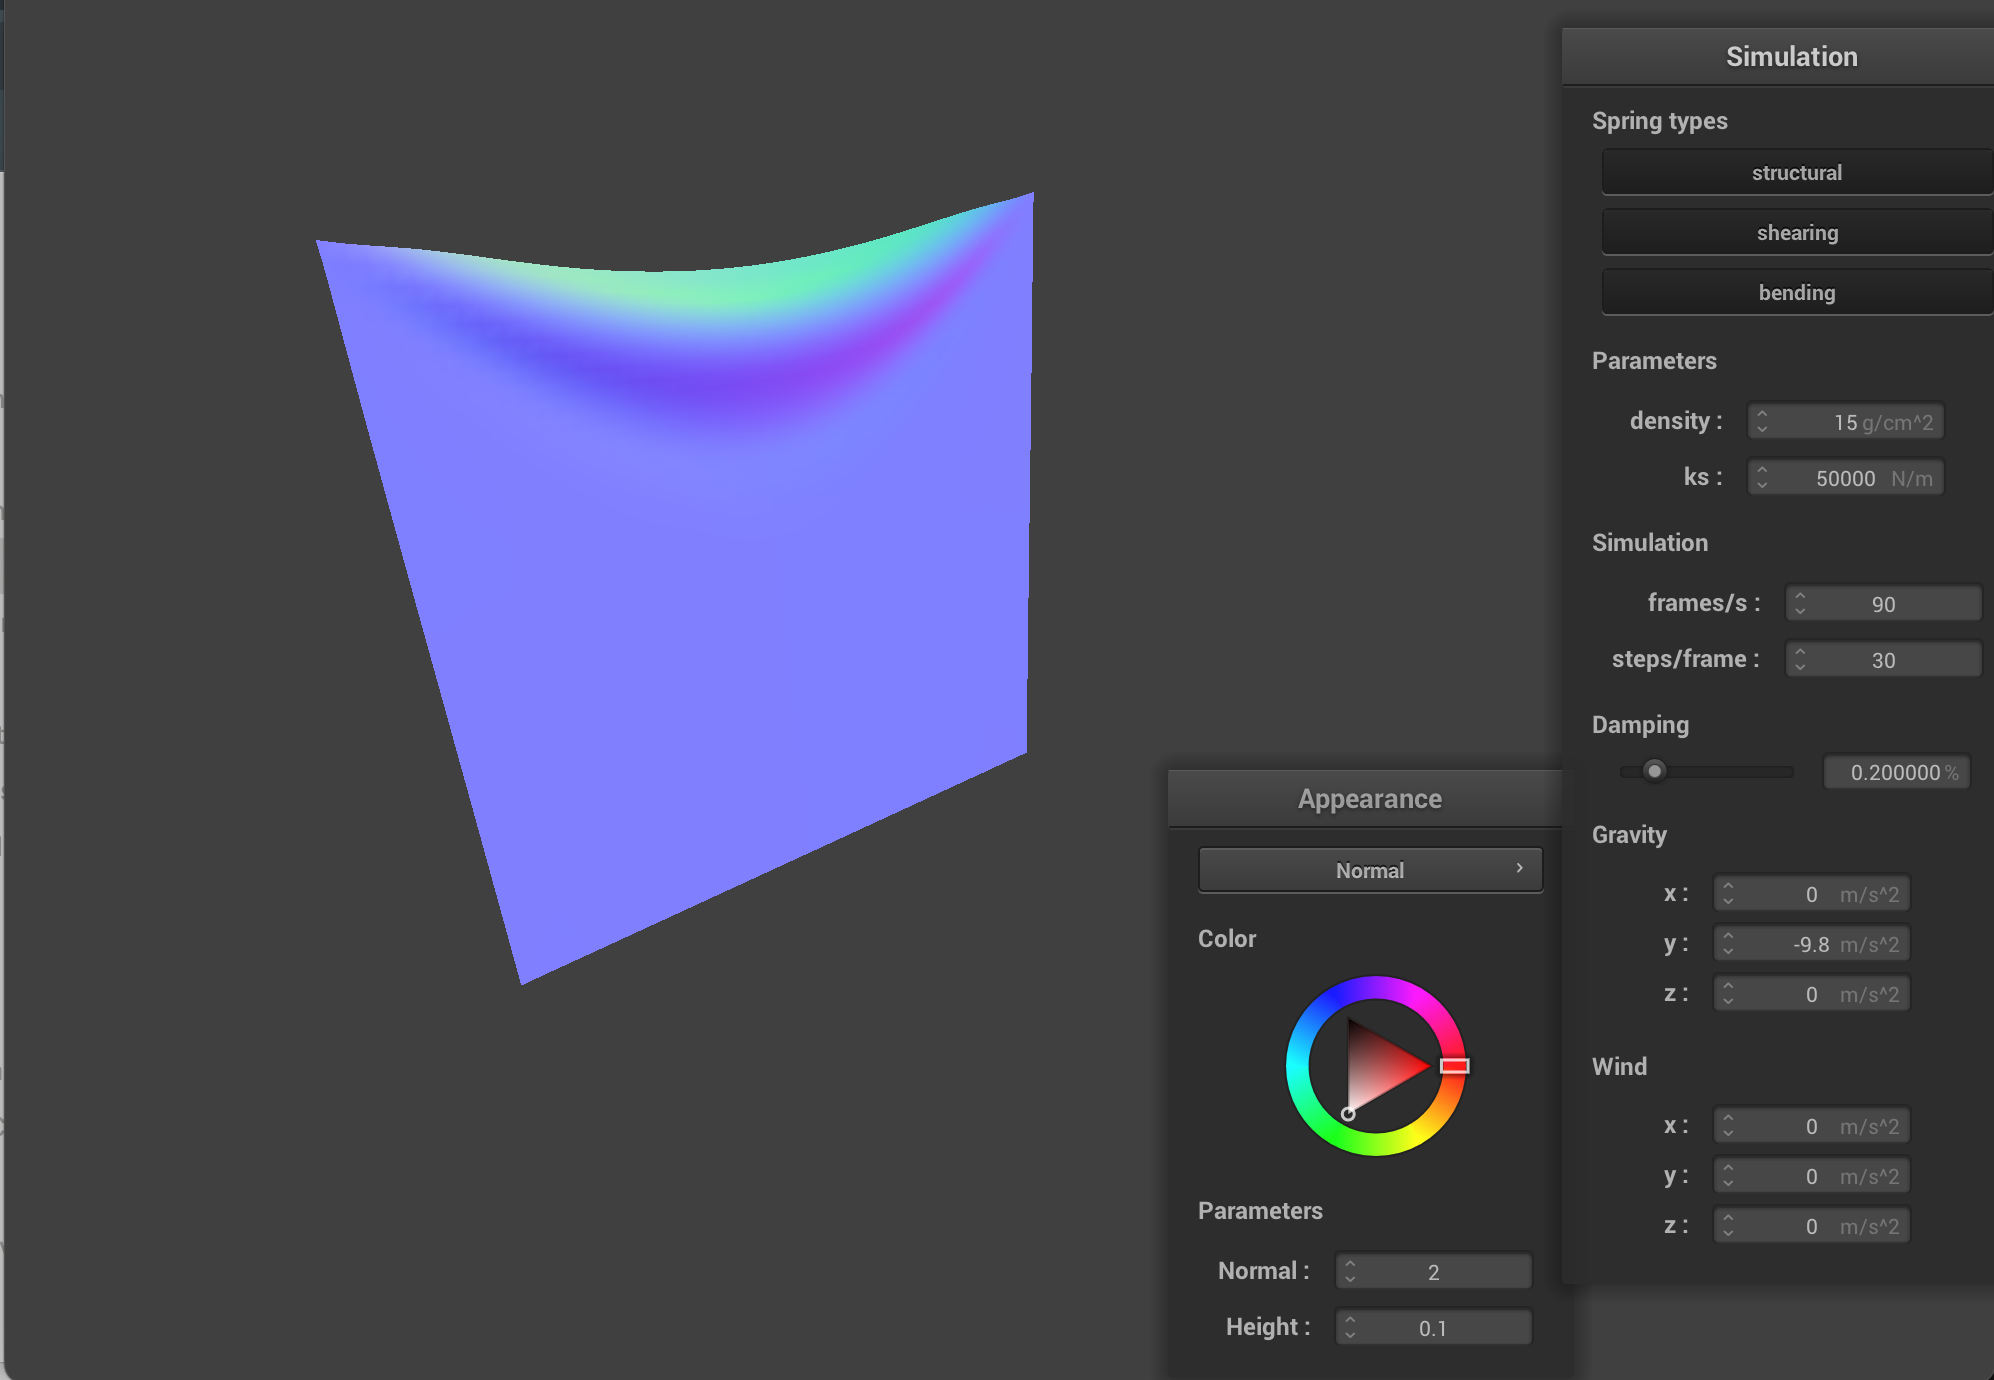 Simulation
Spring types
structural
shearing
bending
Parameters
density : 15 g/cm^2
ks : 50000 N/m
Simulation
frames/s : 90
steps/frame : 30
Damping
0.200000 %
Gravity
x : 0 m/s^2
y : -9.8 m/s^2
z : 0 m/s^2
Wind
x : 0 m/s^2
y : 0 m/s^2
z : 0 m/s^2
Appearance
Normal
Color
Parameters
Normal : 2
Height : 0.1